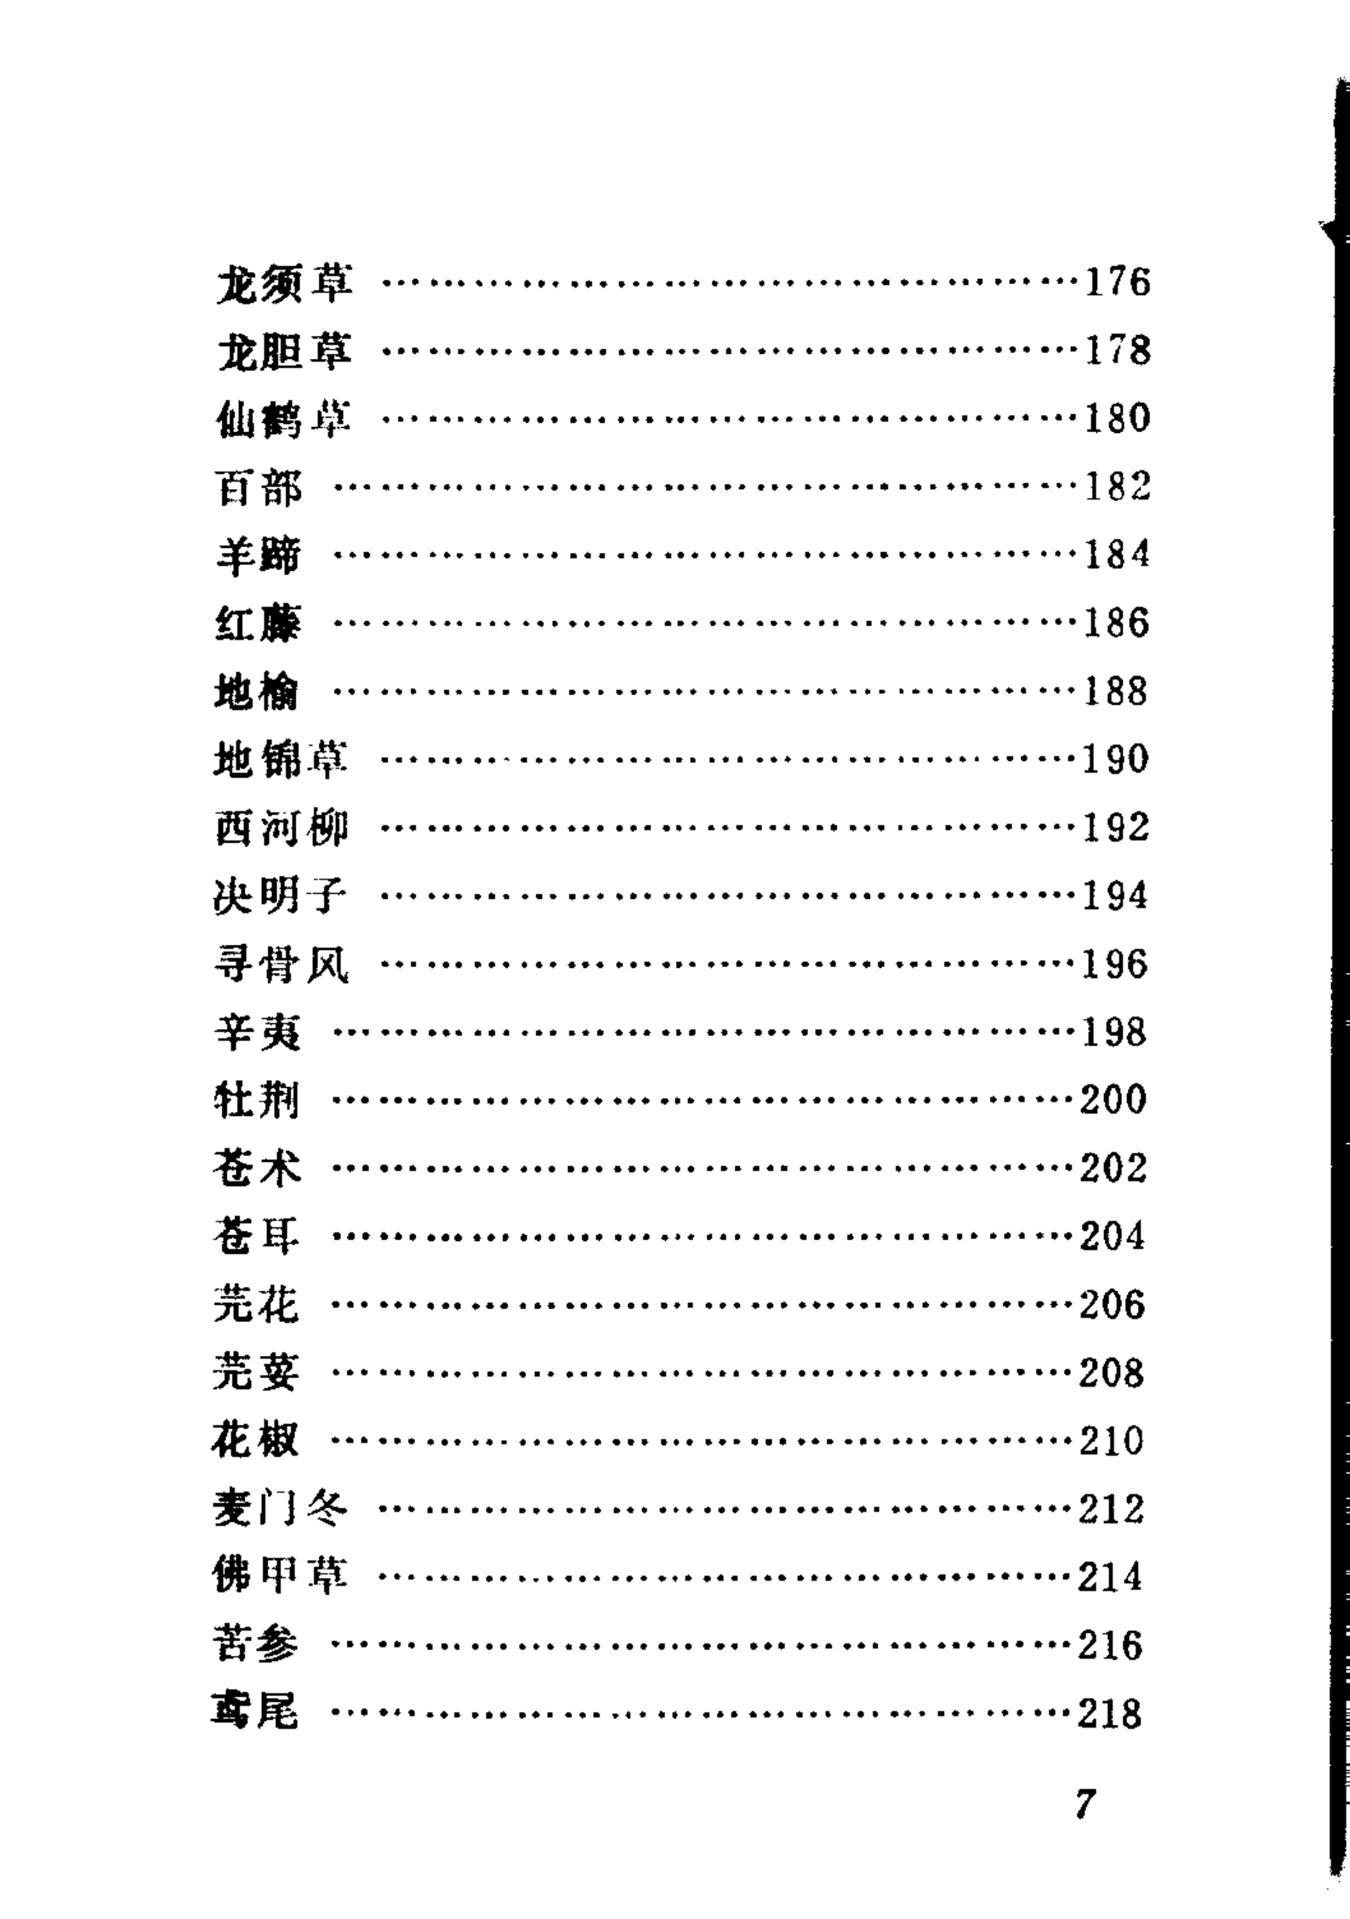 龙须草 ……………………………………………176
龙胆草 ……………………………………………178
仙鹤草 ……………………………………………180
百部 ………………………………………………182
羊蹄 ………………………………………………184
红藤 ………………………………………………186
地榆 ………………………………………………188
地锦草 ……………………………………………190
西河柳 ……………………………………………192
决明子 ……………………………………………194
寻骨风 ……………………………………………196
辛夷 ………………………………………………198
牡荆 ………………………………………………200
苍术 ………………………………………………202
苍耳 ………………………………………………204
芫花 ………………………………………………206
芫荽 ………………………………………………208
花椒 ………………………………………………210
麦门冬 ……………………………………………212
佛甲草 ……………………………………………214
苦参 ………………………………………………216
鸢尾 ………………………………………………218
7